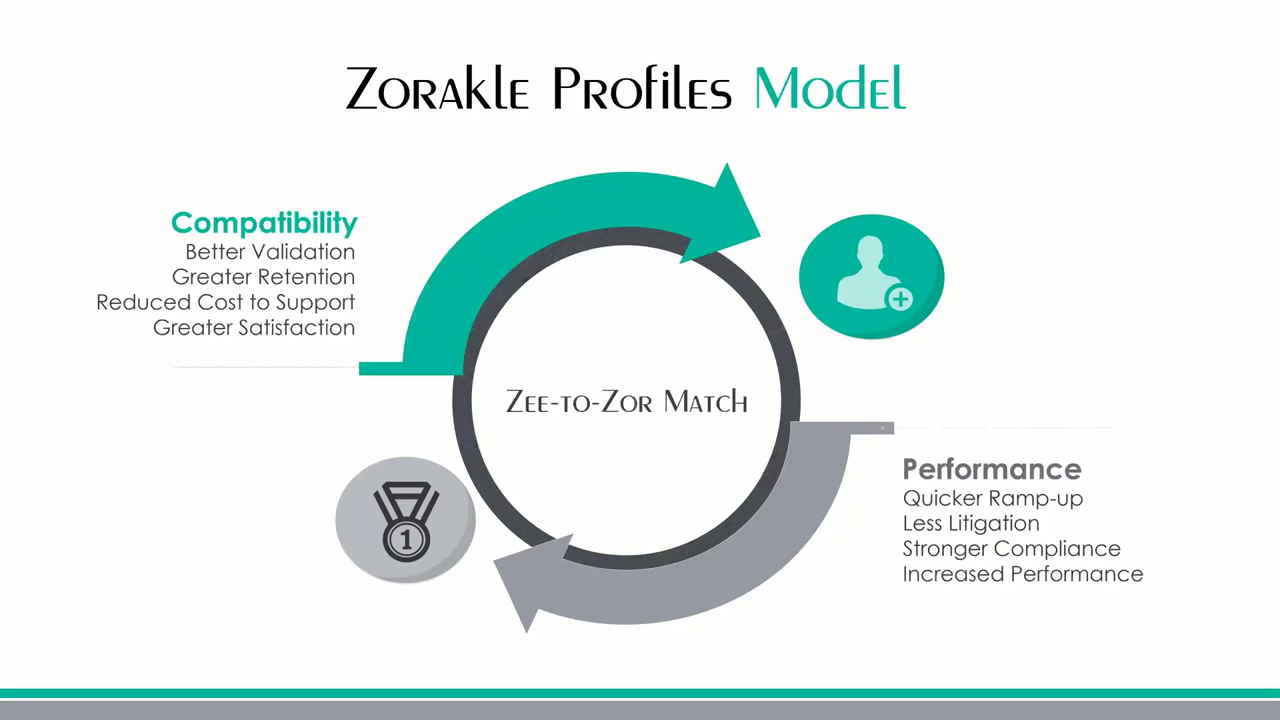 Zorakle Profiles Model
Compatibility
Better Validation
Greater Retention
Reduced Cost to Support
Greater Satisfaction
Zee-to-Zor Match
1
Performance
Quicker Ramp-up
Less Litigation
Stronger Compliance
Increased Performance